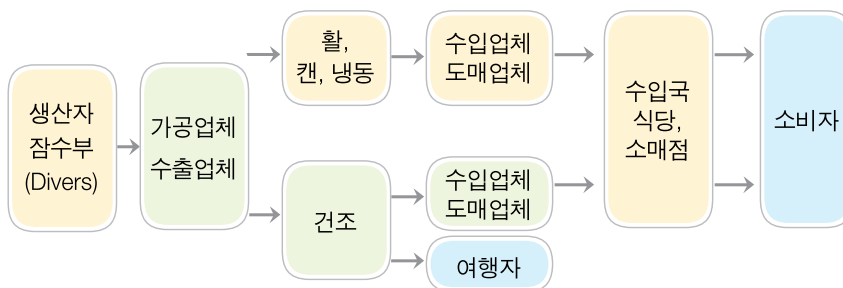 생산자
잠수부
(Divers)
가공업체
수출업체
활,
캔, 냉동
수입업체
도매업체
건조
수입업체
도매업체
여행자
수입국
식당,
소매점
소비자